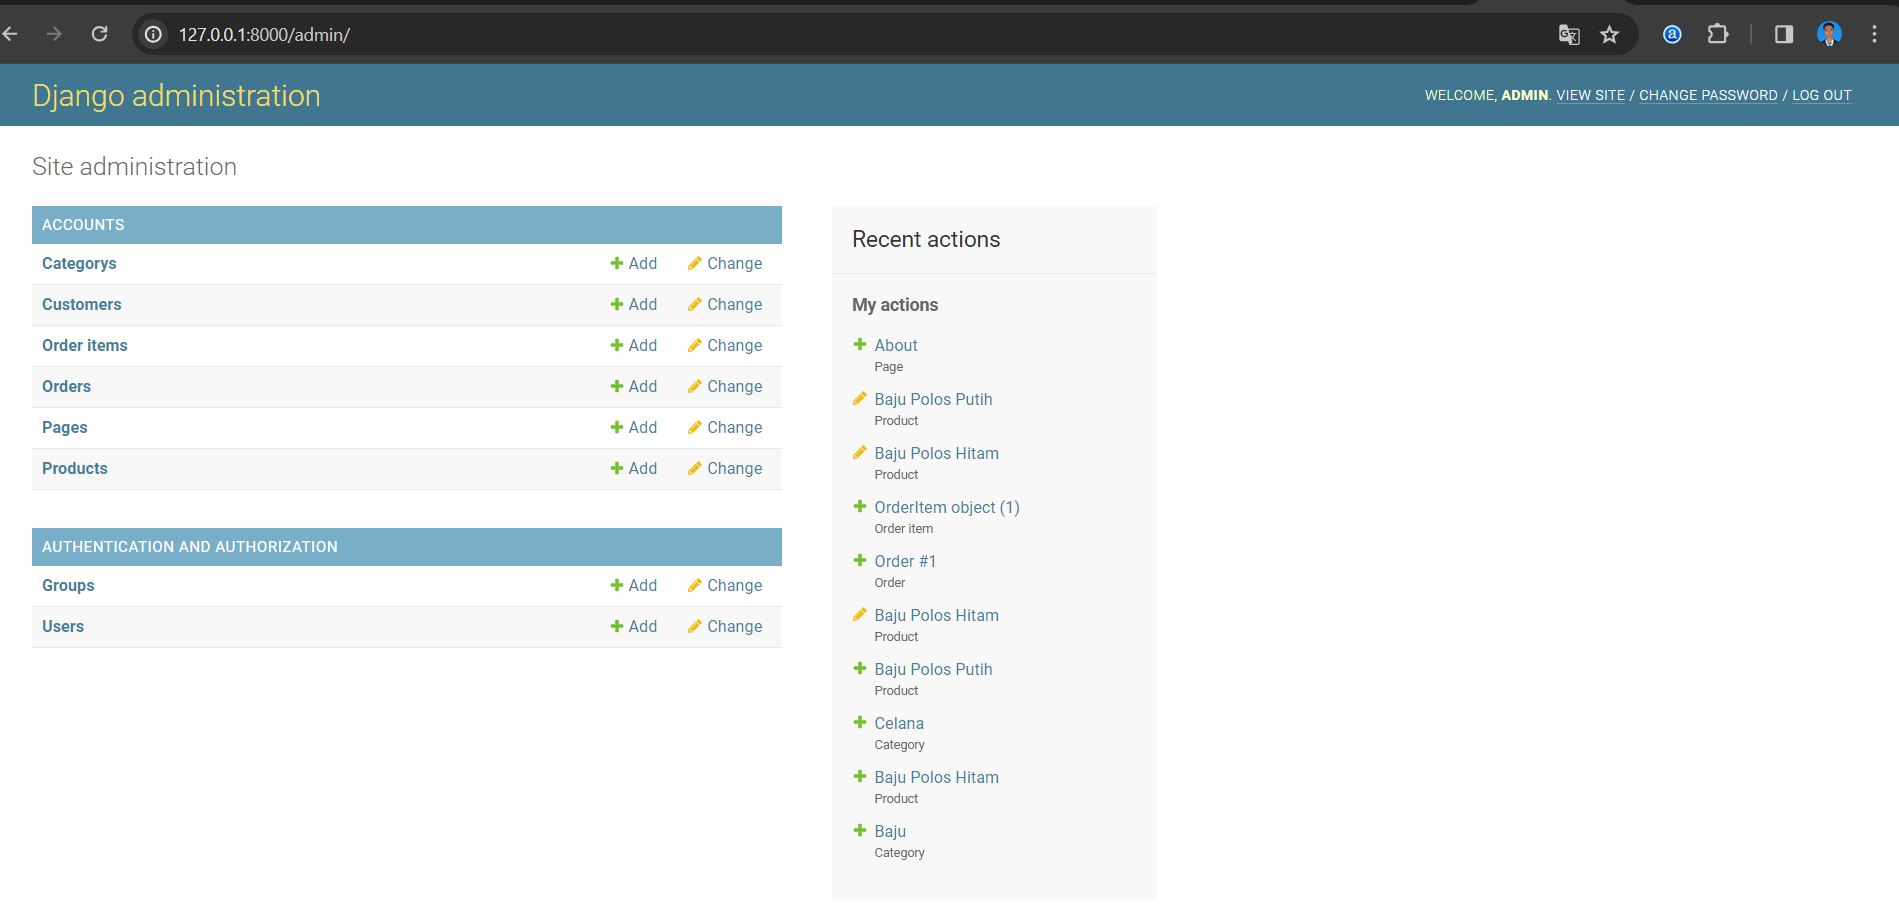 127.0.0.1:8000/admin/
Django administration
WELCOME, ADMIN. VIEW SITE / CHANGE PASSWORD / LOG OUT
Site administration
ACCOUNTS
Categorys Add Change
Customers Add Change
Order items Add Change
Orders Add Change
Pages Add Change
Products Add Change
AUTHENTICATION AND AUTHORIZATION
Groups Add Change
Users Add Change
Recent actions
My actions
About
Page
Baju Polos Putih
Product
Baju Polos Hitam
Product
OrderItem object (1)
Order item
Order #1
Order
Baju Polos Hitam
Product
Baju Polos Putih
Product
Celana
Category
Baju Polos Hitam
Product
Baju
Category